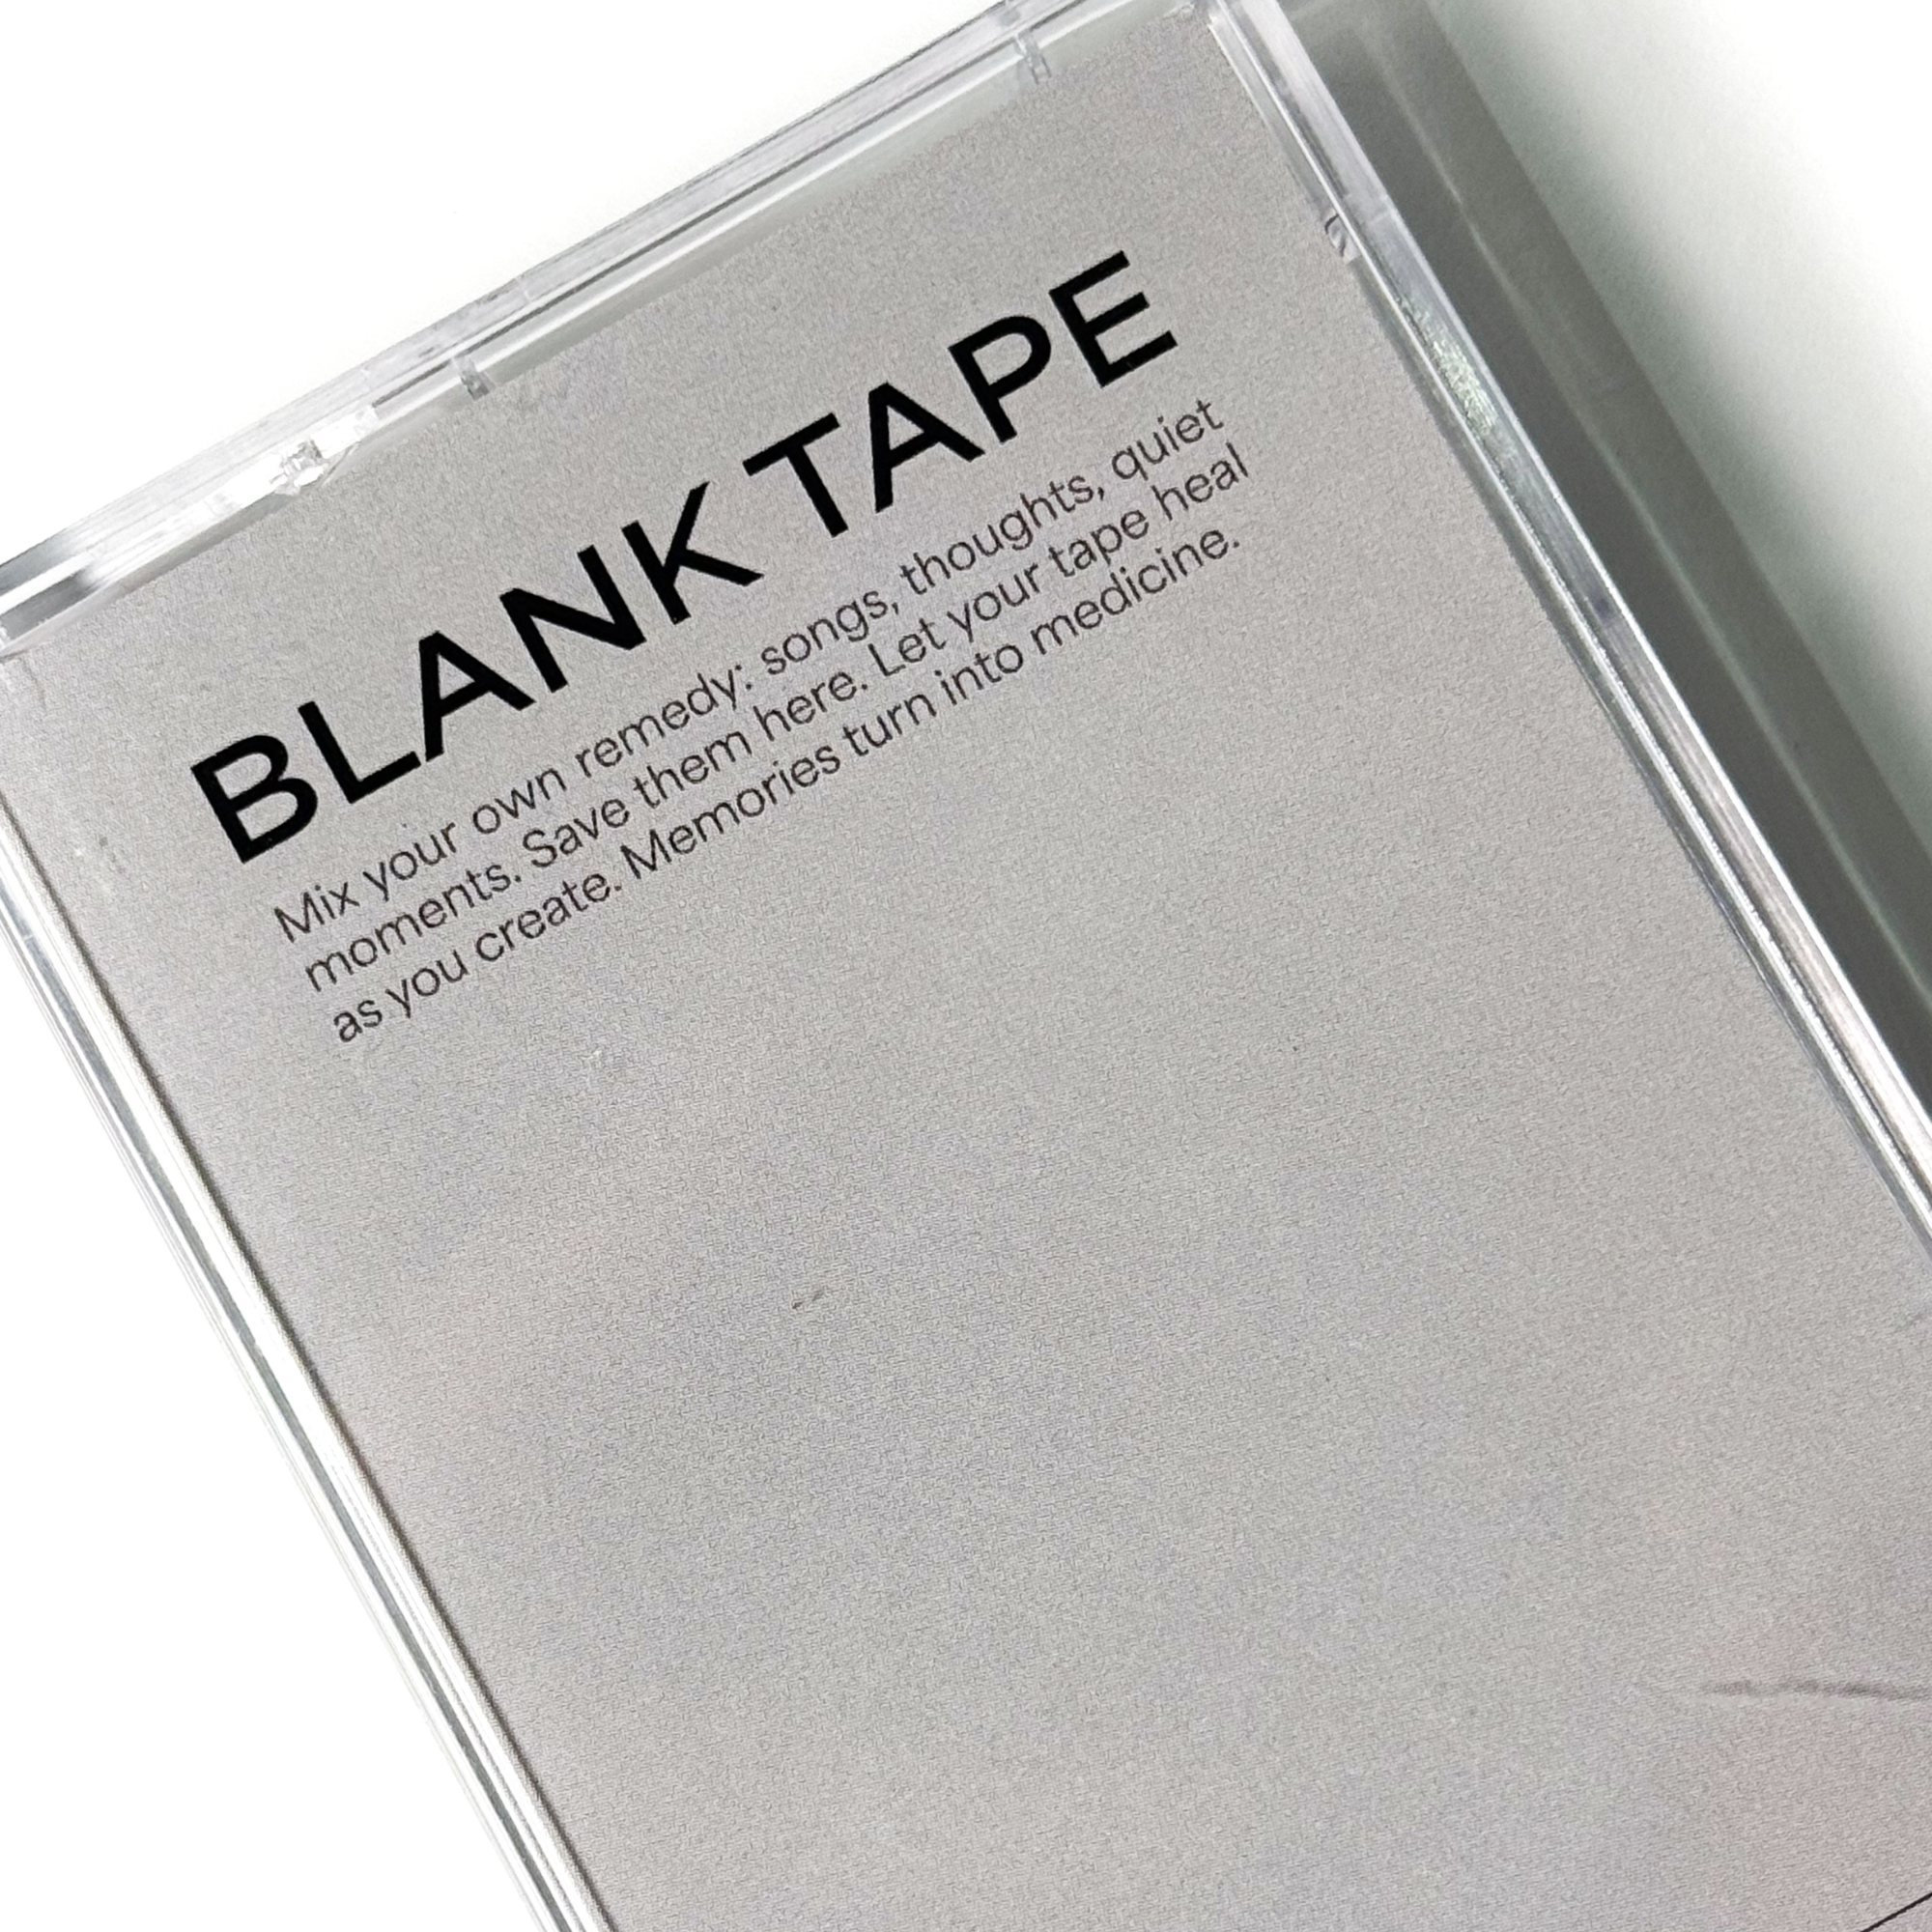 BLANK TAPE
Mix your own remedy: songs, thoughts, quiet
moments. Save them here. Let your tape heal
as you create. Memories turn into medicine.